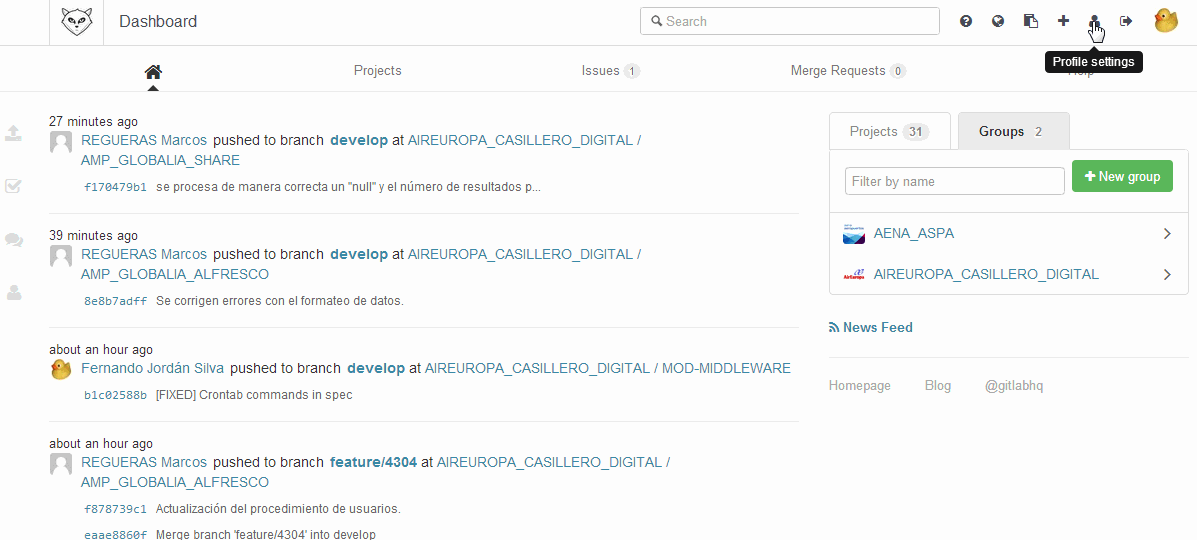 Dashboard
Search
Profile settings
Projects
Issues 1
Merge Requests 0
Help
27 minutes ago
REGUERAS Marcos pushed to branch develop at AIREUROPA_CASILLERO_DIGITAL /
AMP_GLOBALIA_SHARE
f170479b1 se procesa de manera correcta un "null" y el número de resultados p...
39 minutes ago
REGUERAS Marcos pushed to branch develop at AIREUROPA_CASILLERO_DIGITAL /
AMP_GLOBALIA_ALFRESCO
8e8b7adff Se corrigen errores con el formateo de datos.
about an hour ago
Fernando Jordán Silva pushed to branch develop at AIREUROPA_CASILLERO_DIGITAL / MOD-MIDDLEWARE
b1c02588b [FIXED] Crontab commands in spec
about an hour ago
REGUERAS Marcos pushed to branch feature/4304 at AIREUROPA_CASILLERO_DIGITAL /
AMP_GLOBALIA_ALFRESCO
f878739c1 Actualización del procedimiento de usuarios.
eaae8860f Merge branch 'feature/4304' into develop
Projects 31
Groups 2
Filter by name
New group
AENA_ASPA
AirEuropa
AIREUROPA_CASILLERO_DIGITAL
News Feed
Homepage
Blog
@gitlabhq